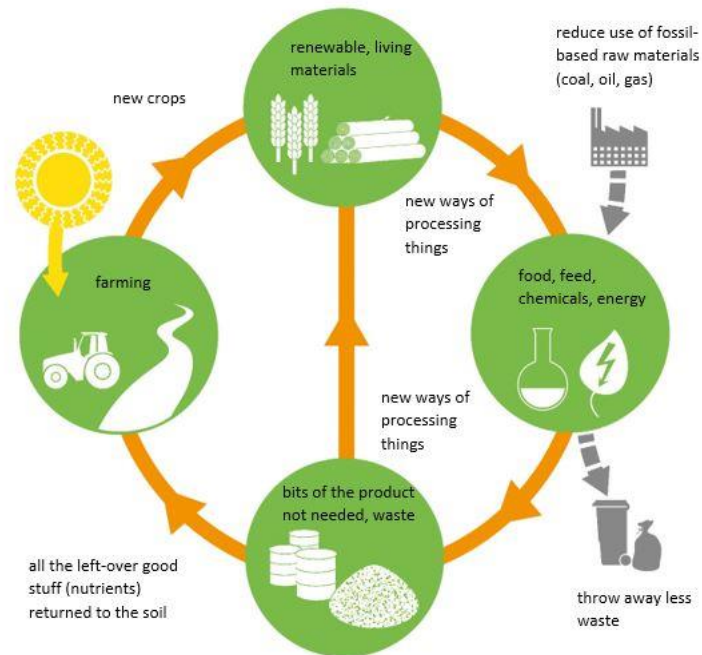 renewable, living
materials
reduce use of fossil-
based raw materials
(coal, oil, gas)
new crops
new ways of
processing
things
farming
food, feed,
chemicals, energy
new ways of
processing
things
bits of the product
not needed, waste
all the left-over good
stuff (nutrients)
returned to the soil
throw away less
waste